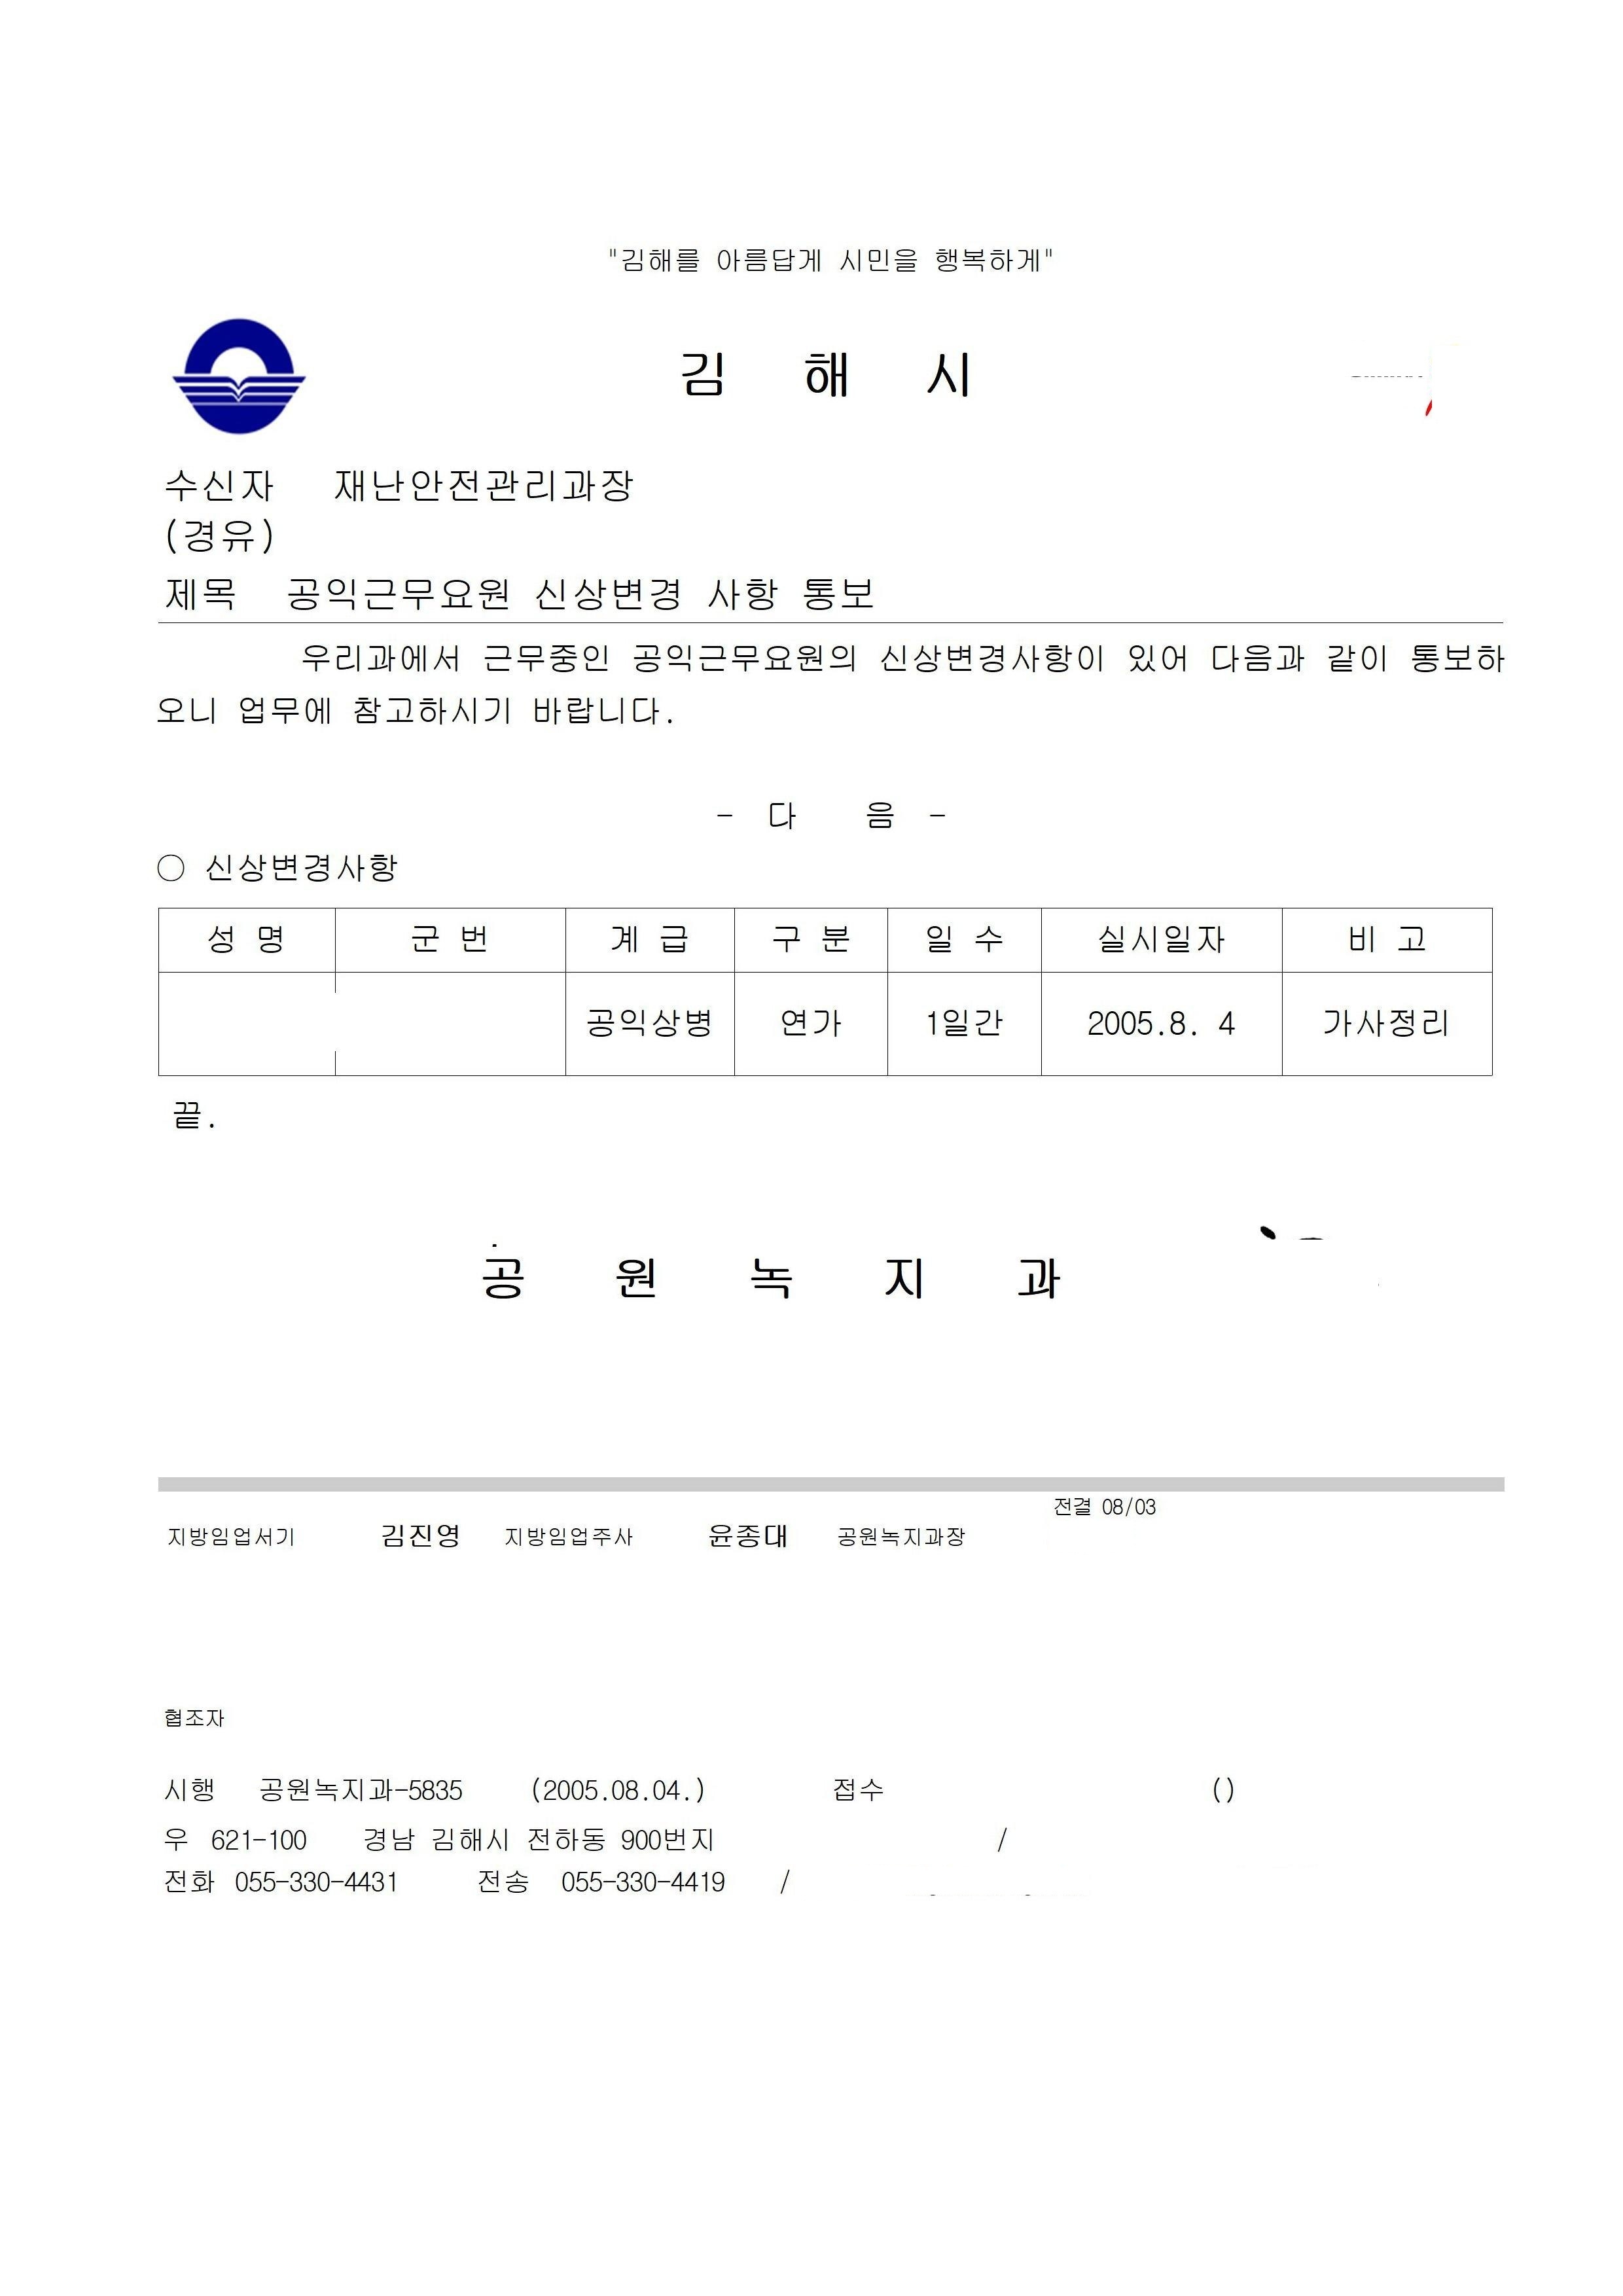 "김해를 아름답게 시민을 행복하게"
김 해 시
수신자 재난안전관리과장
(경유)
제목 공익근무요원 신상변경 사항 통보
우리과에서 근무중인 공익근무요원의 신상변경사항이 있어 다음과 같이 통보하
오니 업무에 참고하시기 바랍니다.
- 다 음 -
○ 신상변경사항
성 명 군 번 계 급 구 분 일 수 실시일자 비 고
공익상병 연가 1일간 2005.8. 4 가사정리
끝.
공 원 녹 지 과
전결 08/03
지방임업서기 김진영 지방임업주사 윤종대 공원녹지과장
협조자
시행 공원녹지과-5835 (2005.08.04.) 접수 ()
우 621-100 경남 김해시 전하동 900번지 /
전화 055-330-4431 전송 055-330-4419 /